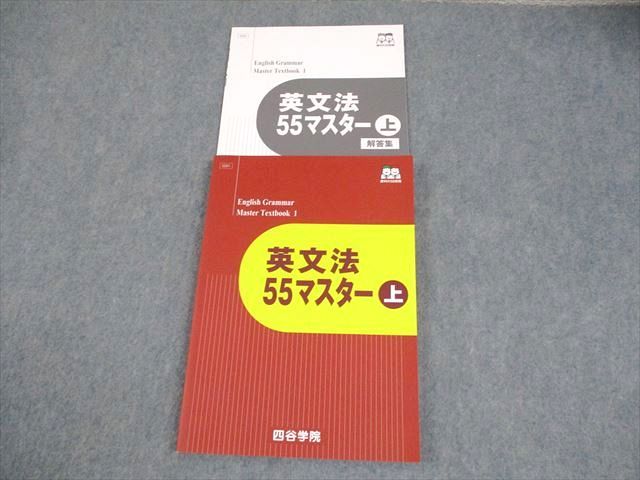 English Grammar
Master Textbook 1
英文法
55マスター 上
解答集
English Grammar
Master Textbook 1
英文法
55マスター 上
四谷学院